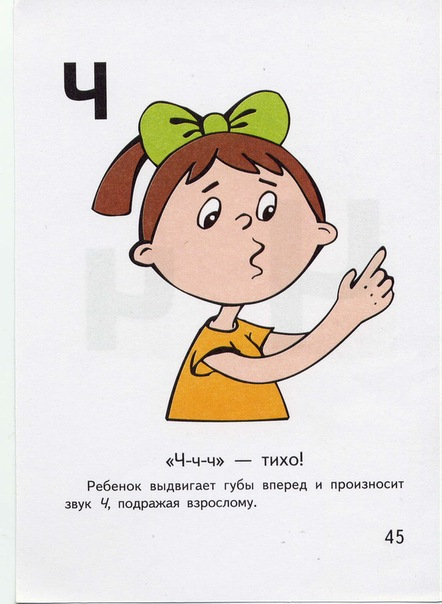 Ч
«Ч-ч-ч» — тихо!
Ребенок выдвигает губы вперед и произносит
звук Ч, подражая взрослому.
45